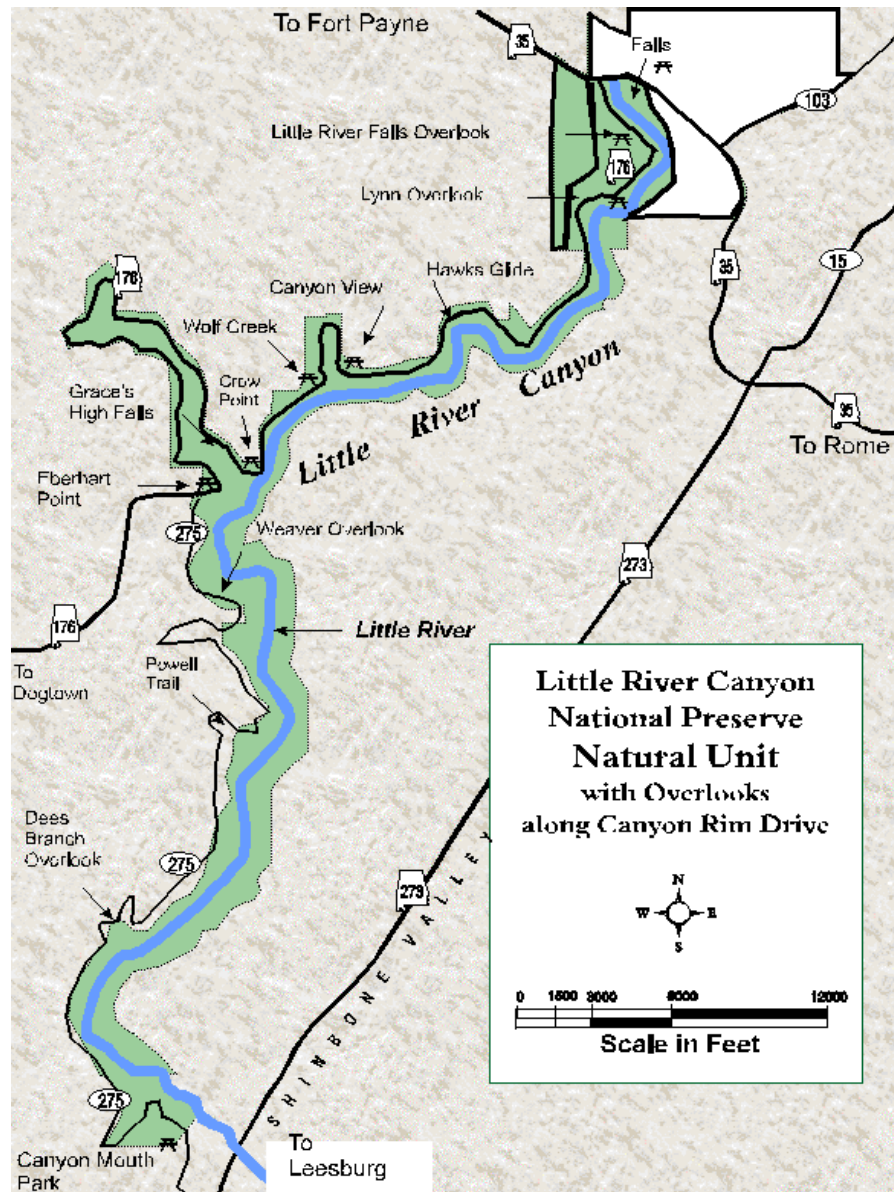 To Fort Payne
35
Falls
103
Little River Falls Overlook
176
Lynn Overlook
35
15
176
Hawks Glide
Canyon View
Wolf Creek
Crow
Point
Grace's
High Falls
Little River Canyon
35
To Rome
Eberhart
Point
275
Weaver Overlook
273
176
Little River
To
Dogtown
Powell
Trail
Little River Canyon
National Preserve
Natural Unit
with Overlooks
along Canyon Rim Drive
Dees
Branch
Overlook
275
273
SHINBONE VALLEY
N
W E
S
0 1500 3000 6000 12000
Scale in Feet
275
Canyon Mouth
Park
To
Leesburg